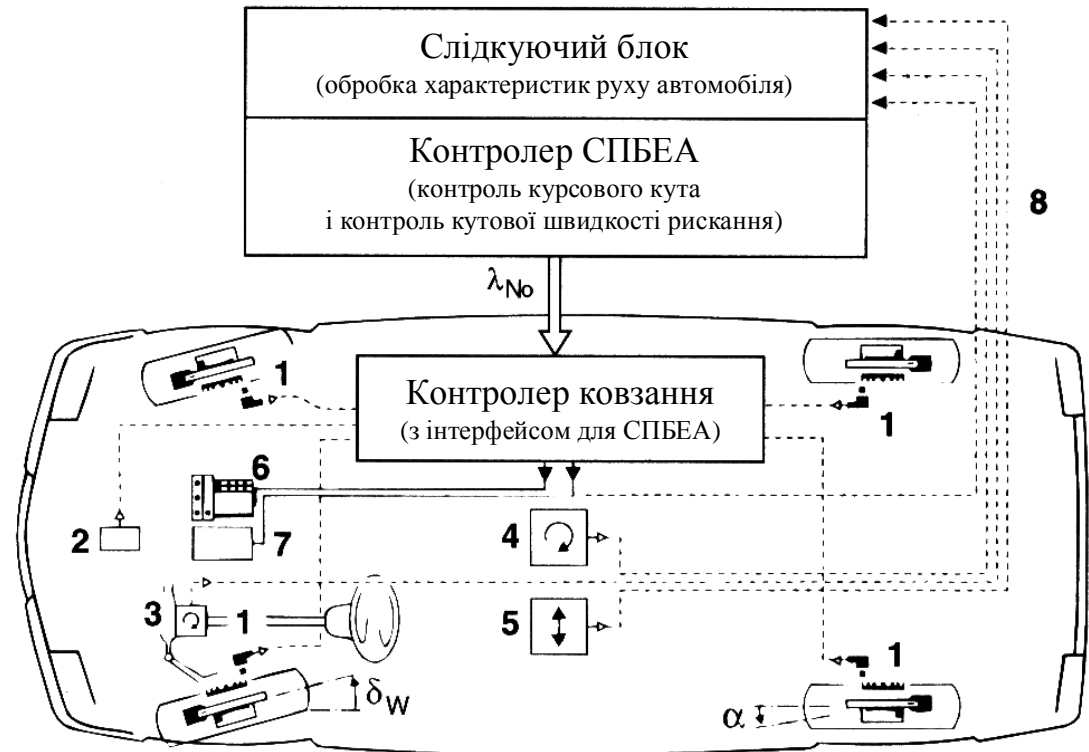 Слідкуючий блок
(обробка характеристик руху автомобіля)
Контролер СПБЕА
(контроль курсового кута
і контроль кутової швидкості рискання)
8
λNo
1
Контролер ковзання
(з інтерфейсом для СПБЕА)
1
6
2
7
4
3
1
5
1
δW
α